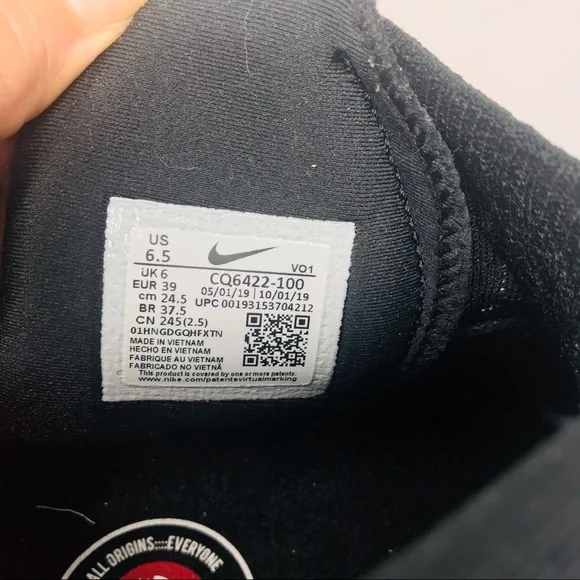 US
6.5
VO1
UK 6
CQ6422-100
EUR 39
05/01/19 | 10/01/19
cm 24.5
UPC 00193153704212
BR 37.5
CN 245(2.5)
01HNGDGQHFXTN
MADE IN VIETNAM
HECHO EN VIETNAM
FABRIQUE AU VIETNAM
FABRICADO NO VIETNÃ
This product is covered by one or more patents:
www.nike.com/patentsvirtualmarking
ALL ORIGINS::::EVERYONE